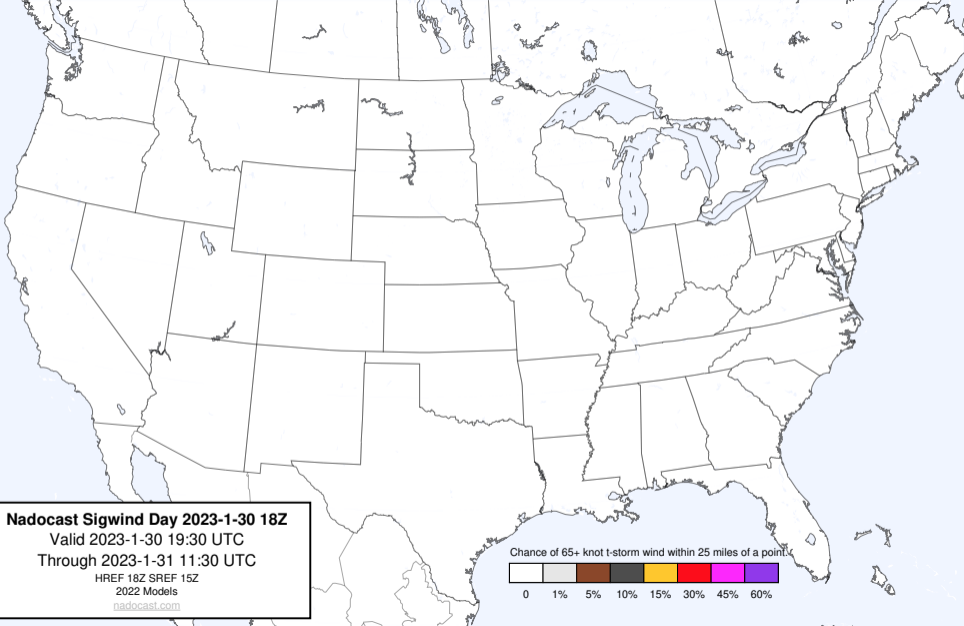 Nadocast Sigwind Day 2023-1-30 18Z
Valid 2023-1-30 19:30 UTC
Through 2023-1-31 11:30 UTC
HREF 18Z SREF 15Z
2022 Models
nadocast.com
Chance of 65+ knot t-storm wind within 25 miles of a point.
0 1% 5% 10% 15% 30% 45% 60%